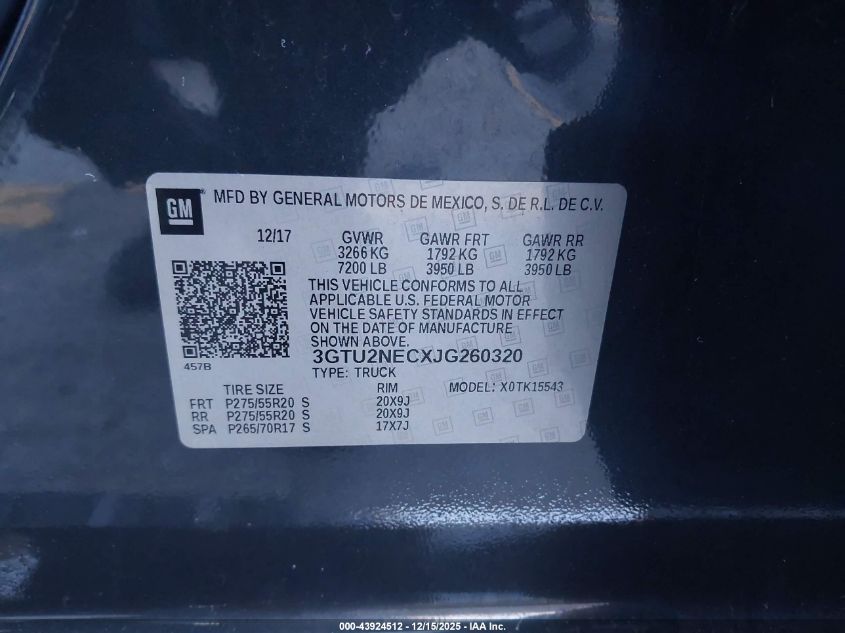 GM
MFD BY GENERAL MOTORS DE MEXICO, S. DE R.L. DE C.V.
12/17 GVWR GAWR FRT GAWR RR
3266 KG 1792 KG 1792 KG
7200 LB 3950 LB 3950 LB
THIS VEHICLE CONFORMS TO ALL
APPLICABLE U.S. FEDERAL MOTOR
VEHICLE SAFETY STANDARDS IN EFFECT
ON THE DATE OF MANUFACTURE
SHOWN ABOVE.
3GTU2NECXJG260320
457B
TYPE: TRUCK
TIRE SIZE RIM MODEL: X0TK15543
FRT P275/55R20 S 20X9J
RR P275/55R20 S 20X9J
SPA P265/70R17 S 17X7J
000-43924512 - 12/15/2025 - IAA Inc.